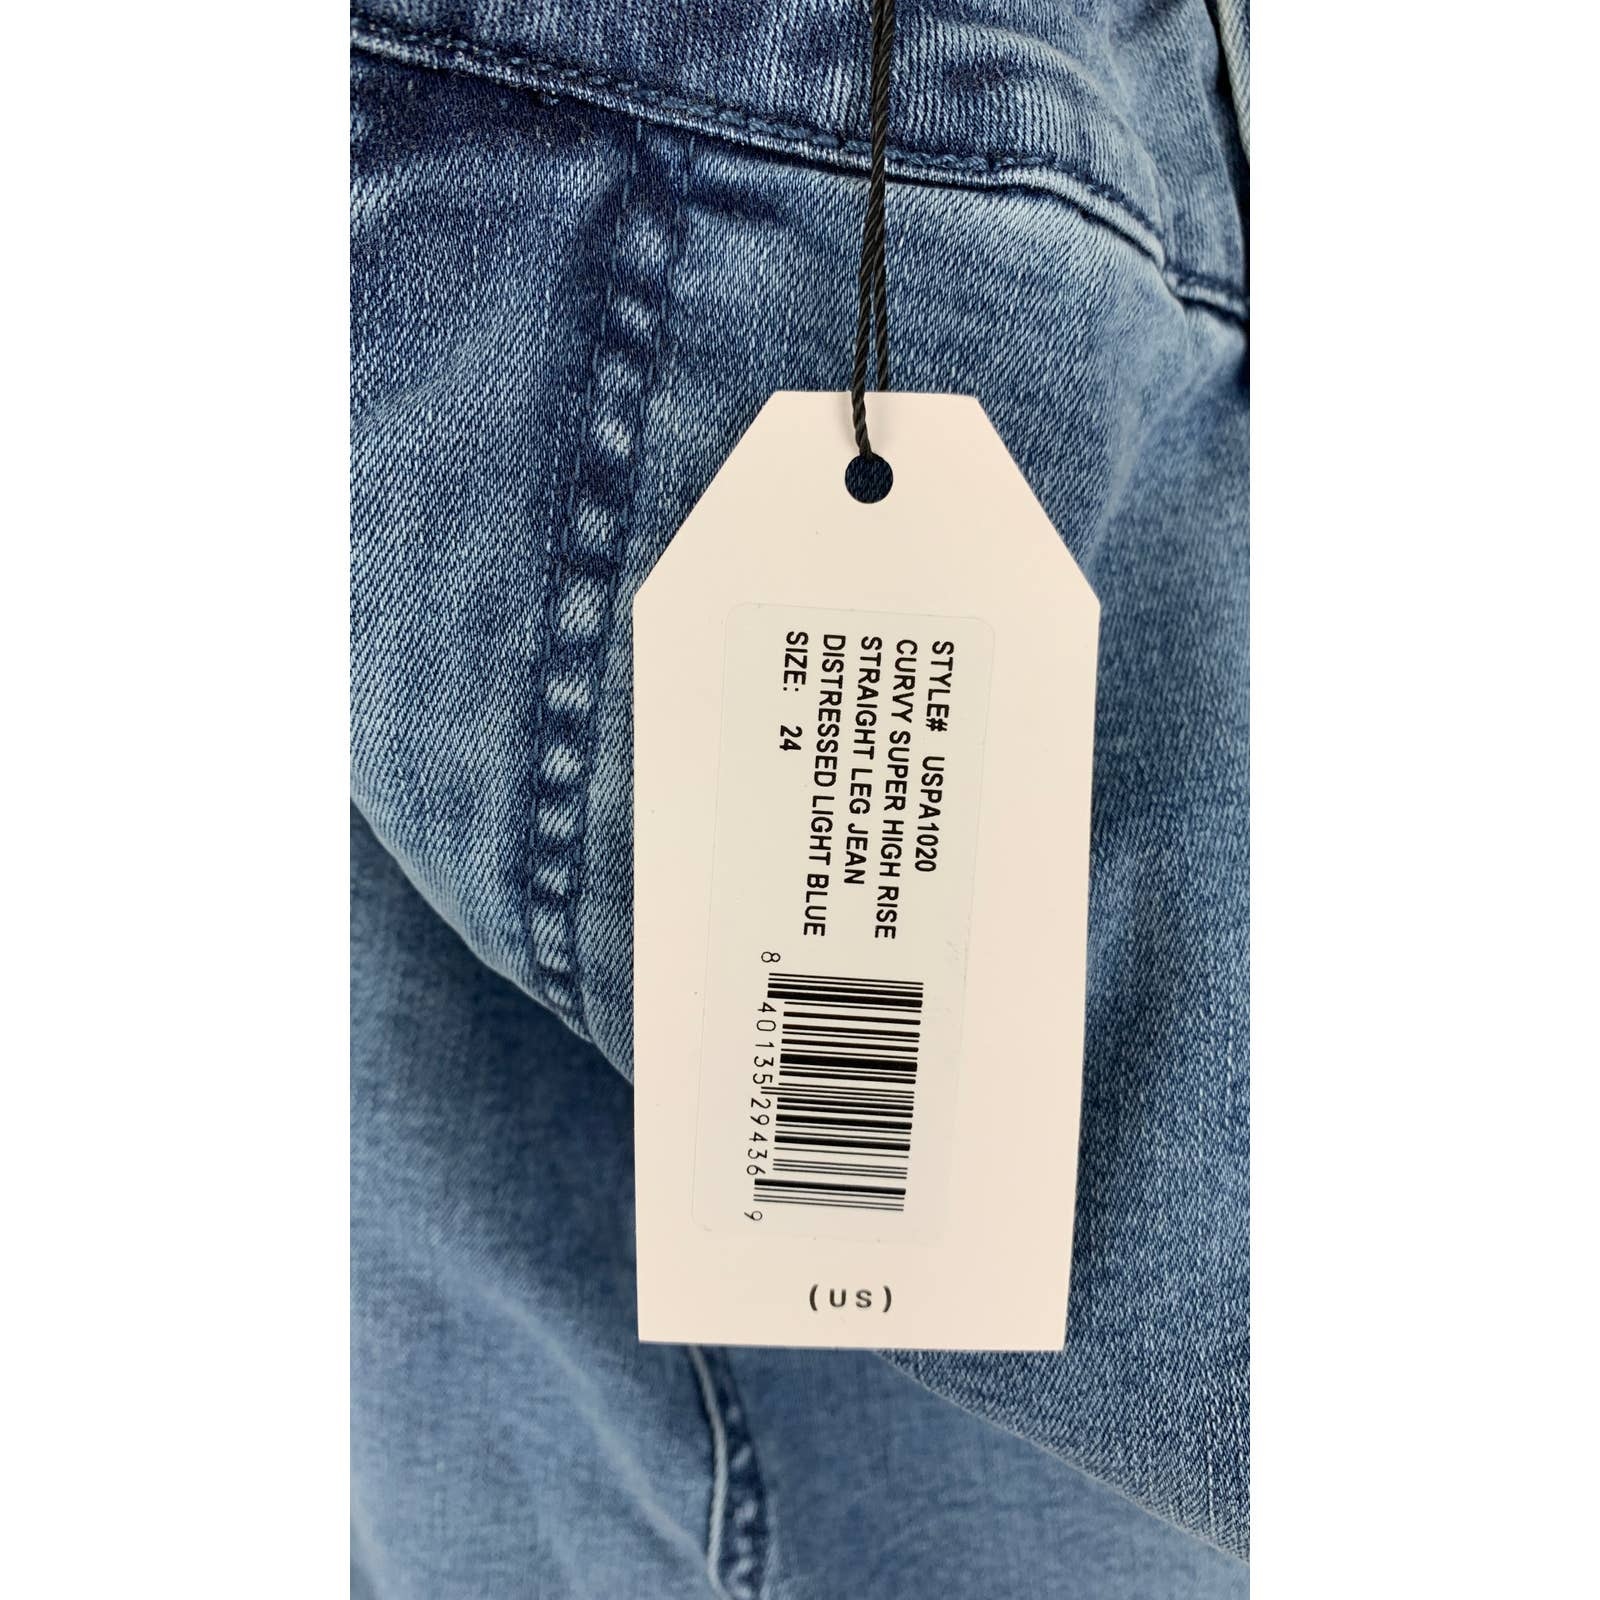 STYLE# USPA1020
CURVY SUPER HIGH RISE
STRAIGHT LEG JEAN
DISTRESSED LIGHT BLUE
SIZE: 24
8 40135 29436 9
(US)